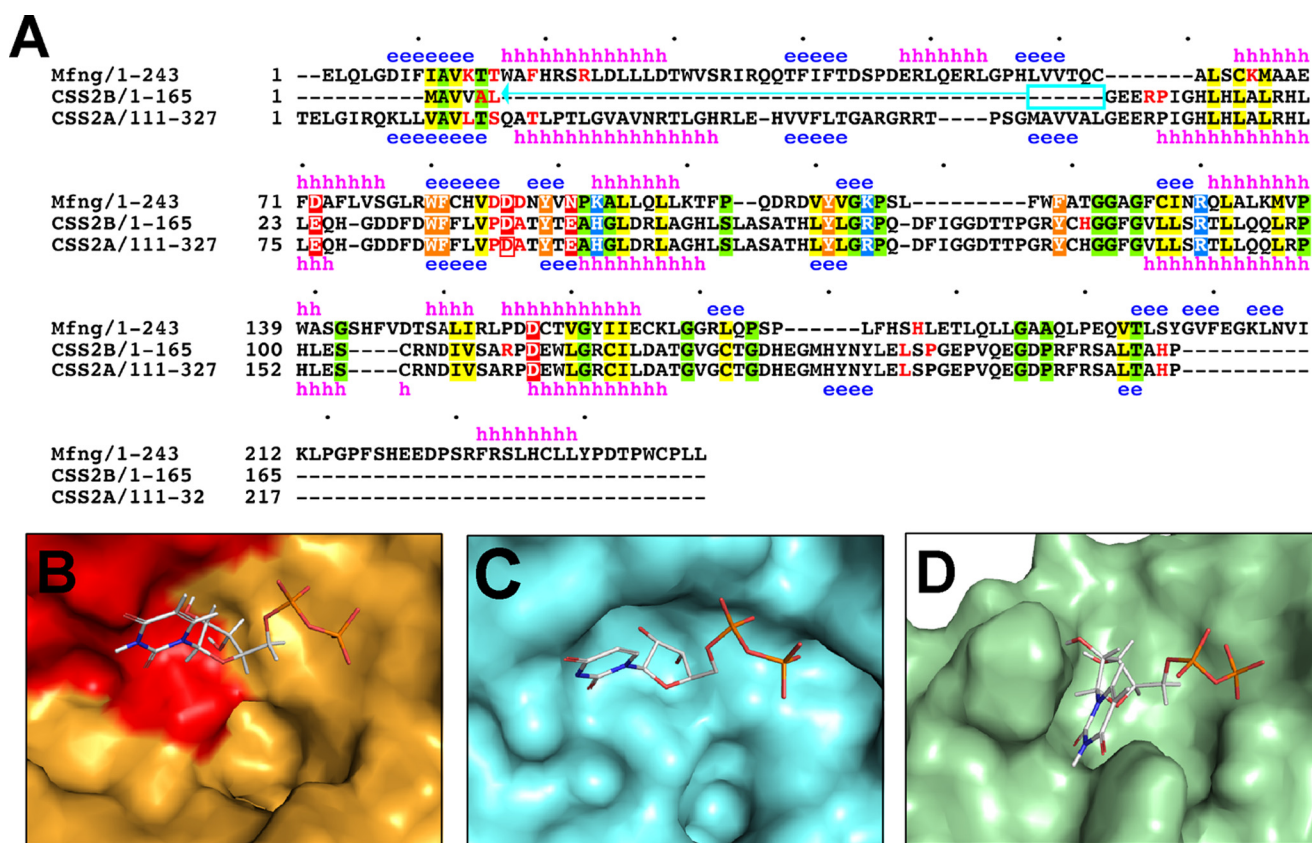 A
eeeeeee hhhhhhhhhhhhh eeeee hhhhhhh eeee hhhhhh
Mfng/1-243 1 --ELQLGDIFIAVKTTWAFHRSRLDLLLDTWVSRIRQQTFIFTDSPDERLQERLGPHLVVTQC-------ALSCKMAAE
CSS2B/1-165 1 ----------MAVVAL-----------------------------------------------GEERPIGHLHLALRHL
CSS2A/111-327 1 TELGIRQKLLVAVLTSQATLPTLGVAVNRTLGHRLE-HVVFLTGARGRRT----PSGMAVVALGEERPIGHLHLALRHL
eeeeeeee hhhhhhhhhhhhhhhhh eeeee eeee hhhhhhhhhhhh
hhhhhhh eeeeee eee hhhhhhh eee eee hhhhhhhh
Mfng/1-243 71 FDAFLVSGLRWFCHVDDDNYVNPKALLQLLKTFP--QDRDVYVGKPSL---------FWFATGGAGFCINRQLALKMVP
CSS2B/1-165 23 LEQH-GDDFDWFFLVPDATYTEAHGLDRLAGHLSLASATHLYLGRPQ-DFIGGDTTPGRYCHGGFGVLLSRTLLQQLRP
CSS2A/111-327 75 LEQH-GDDFDWFFLVPDATYTEAHGLDRLAGHLSLASATHLYLGRPQ-DFIGGDTTPGRYCHGGFGVLLSRTLLQQLRP
hhh eeeee eee hhhhhhhhhh eee hhhhhhhhhhhhh
hh hhhh hhhhhhhhhhh eee eee eee eee
Mfng/1-243 139 WASGSHFVDTSALIRLPDDCTVGYIIECKLGGRLQPSP------LFHSHLETLQLLGAAQLPEQVTLSYGVFEGKLNVI
CSS2B/1-165 100 HLES----CRNDIVSARPDEWLGRCILDATGVGCTGDHEGMHYNYLELSPGEPVQEGDPRFRSALTAHP----------
CSS2A/111-327 152 HLES----CRNDIVSARPDEWLGRCILDATGVGCTGDHEGMHYNYLELSPGEPVQEGDPRFRSALTAHP----------
hhhh h hhhhhhhhhhh eeee ee
hhhhhhhh
Mfng/1-243 212 KLPGPFSHEEDPSRFRSLHCLLYPDTPWCPLL
CSS2B/1-165 165 --------------------------------
CSS2A/111-32 217 --------------------------------
B C D